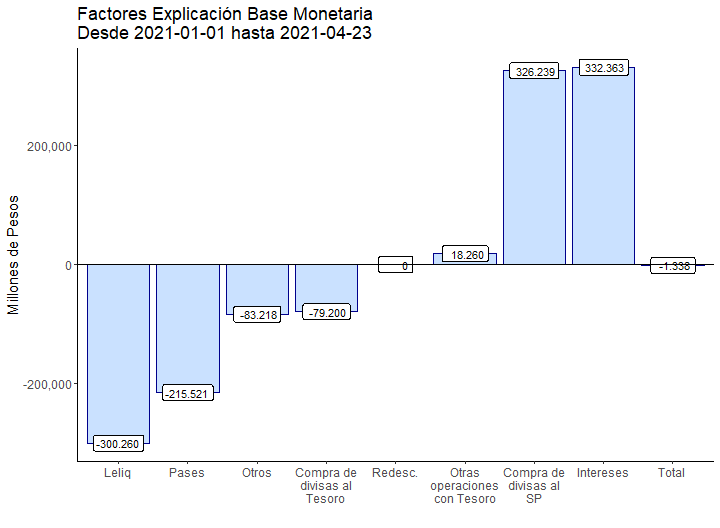 Factores Explicación Base Monetaria
Desde 2021-01-01 hasta 2021-04-23
Millones de Pesos
200,000
0
-200,000
-300.260
-215.521
-83.218
-79.200
0
18.260
326.239
332.363
-1.338
Leliq
Pases
Otros
Compra de
divisas al
Tesoro
Redesc.
Otras
operaciones
con Tesoro
Compra de
divisas al
SP
Intereses
Total